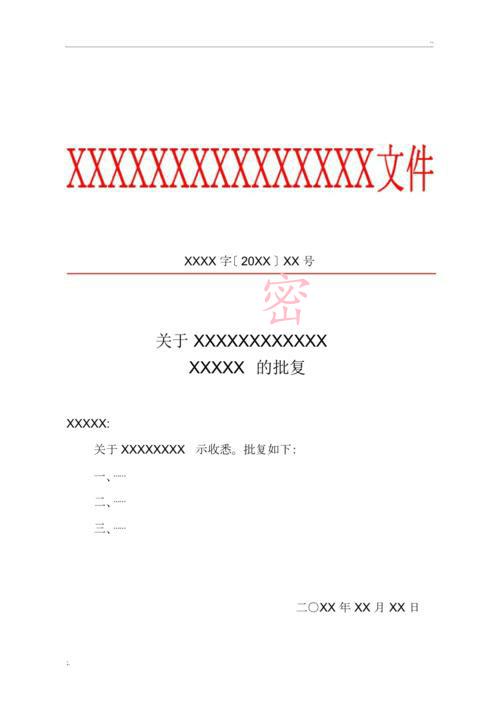 XXXXXXXXXXXXXXX文件
XXXX 字〔 20XX 〕 XX 号
密
关于 XXXXXXXXXXXX
XXXXX 的批复
XXXXX:
关于 XXXXXXXX 示收悉。批复如下:
一、……
二、……
三、……
二〇XX 年 XX 月 XX 日
;.